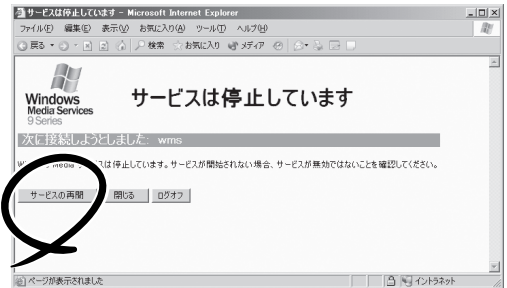 サービスは停止しています - Microsoft Internet Explorer
ファイル(F) 編集(E) 表示(V) お気に入り(A) ツール(T) ヘルプ(H)
戻る 検索 お気に入り メディア
Windows
Media Services
9 Series
サービスは停止しています
次に接続しようとしました: wms
は停止しています。サービスが開始されない場合、サービスが無効ではないことを確認してください。
サービスの再開 閉じる ログオフ
ページが表示されました イントラネット